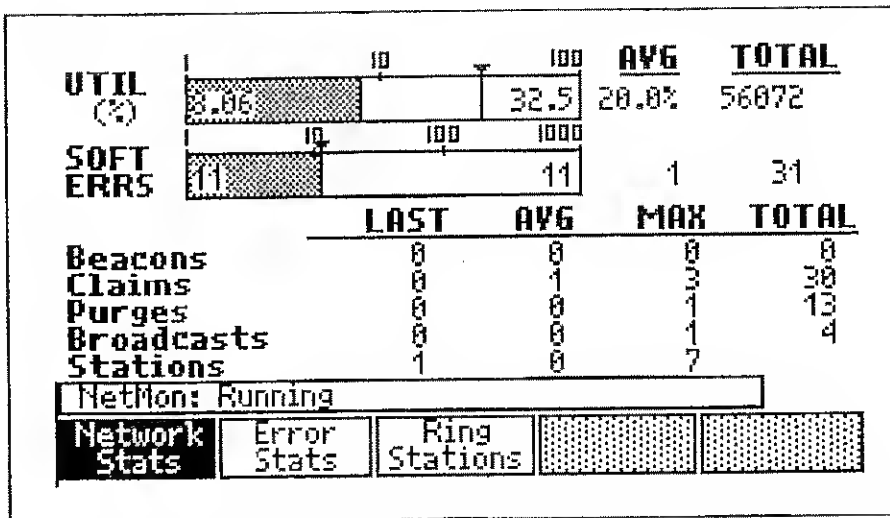 1 10 100 AVG TOTAL
UTIL (%) 8.06 32.5 20.0% 56072
1 10 100 1000
SOFT ERRS 11 11 1 31
LAST AVG MAX TOTAL
Beacons 0 0 0 0
Claims 0 1 3 30
Purges 0 0 1 13
Broadcasts 0 0 1 4
Stations 1 0 7
NetMon: Running
Network Stats
Error Stats
Ring Stations